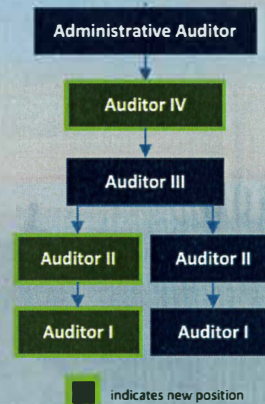 Administrative Auditor
Auditor IV
Auditor III
Auditor II
Auditor II
Auditor I
Auditor I
indicates new position